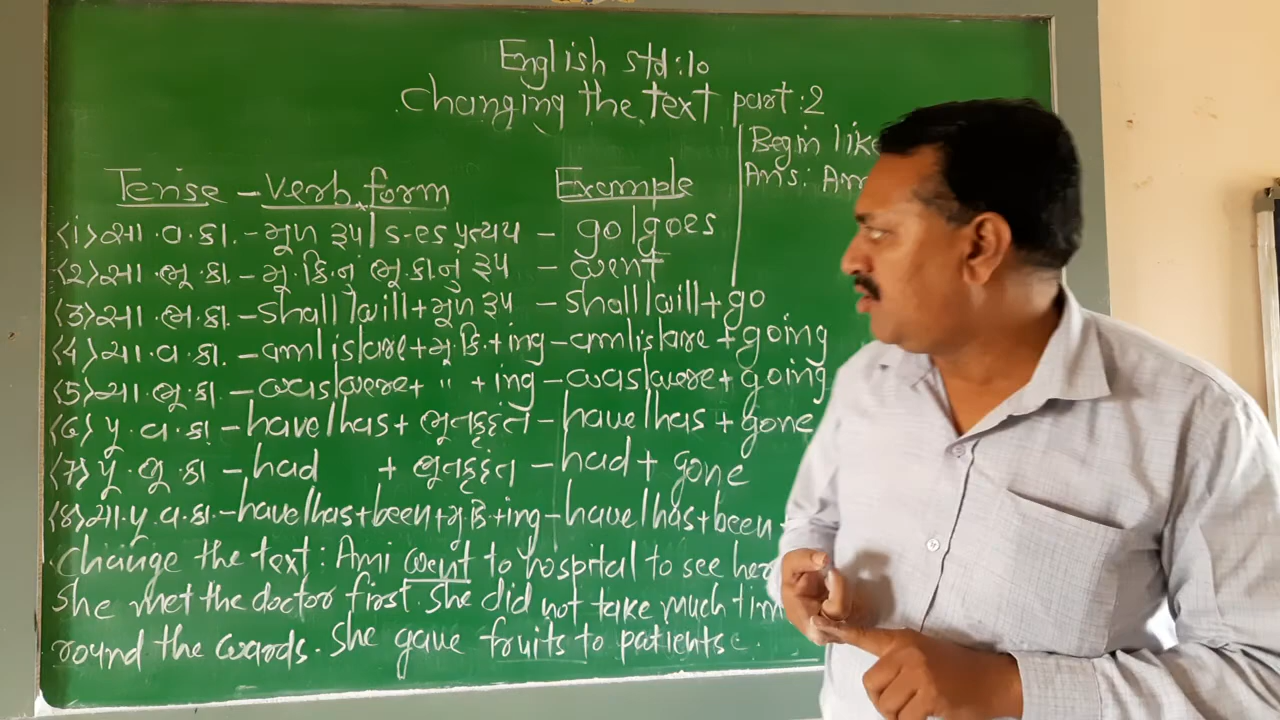 English std:10
Changing the text part:2
Begin like
Ans: Am
Tense - Verb form Example
<1> સા.વ.કા. - મૂળ રૂપ/s-es પ્રત્યય - go/goes
<2> સા.ભૂ.કા - મુ.ક્રિ.નું ભૂ.કાનું રૂપ - went
<3> સા.ભ.કા. - shall/will+મૂળ રૂપ - shall/will+go
<4> ચા.વ.કા. - am/is/are+મુ.ક્રિ.+ing - am/is/are+going
<5> ચા.ભૂ.કા - was/were+ " +ing - was/were+going
<6> પૂ.વ.કા - have/has+ ભૂતકૃદંત - have/has+gone
<7> પૂ.ભૂ.કા - had + ભૂતકૃદંત - had+gone
<8> ચા.પૂ.વ.કા. - have/has+been+મુ.ક્રિ.+ing - have/has+been+
Change the text: Ami went to hospital to see her
She met the doctor first. She did not take much tim
round the wards. She gave fruits to patients